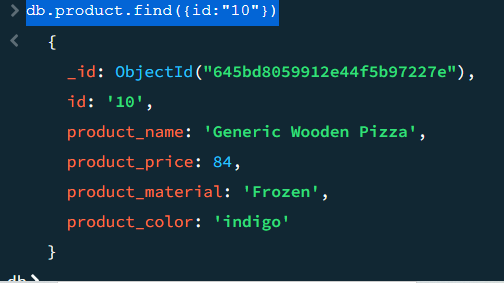 > db.product.find({id:"10"})
< {
_id: ObjectId("645bd8059912e44f5b97227e"),
id: '10',
product_name: 'Generic Wooden Pizza',
product_price: 84,
product_material: 'Frozen',
product_color: 'indigo'
}
db>